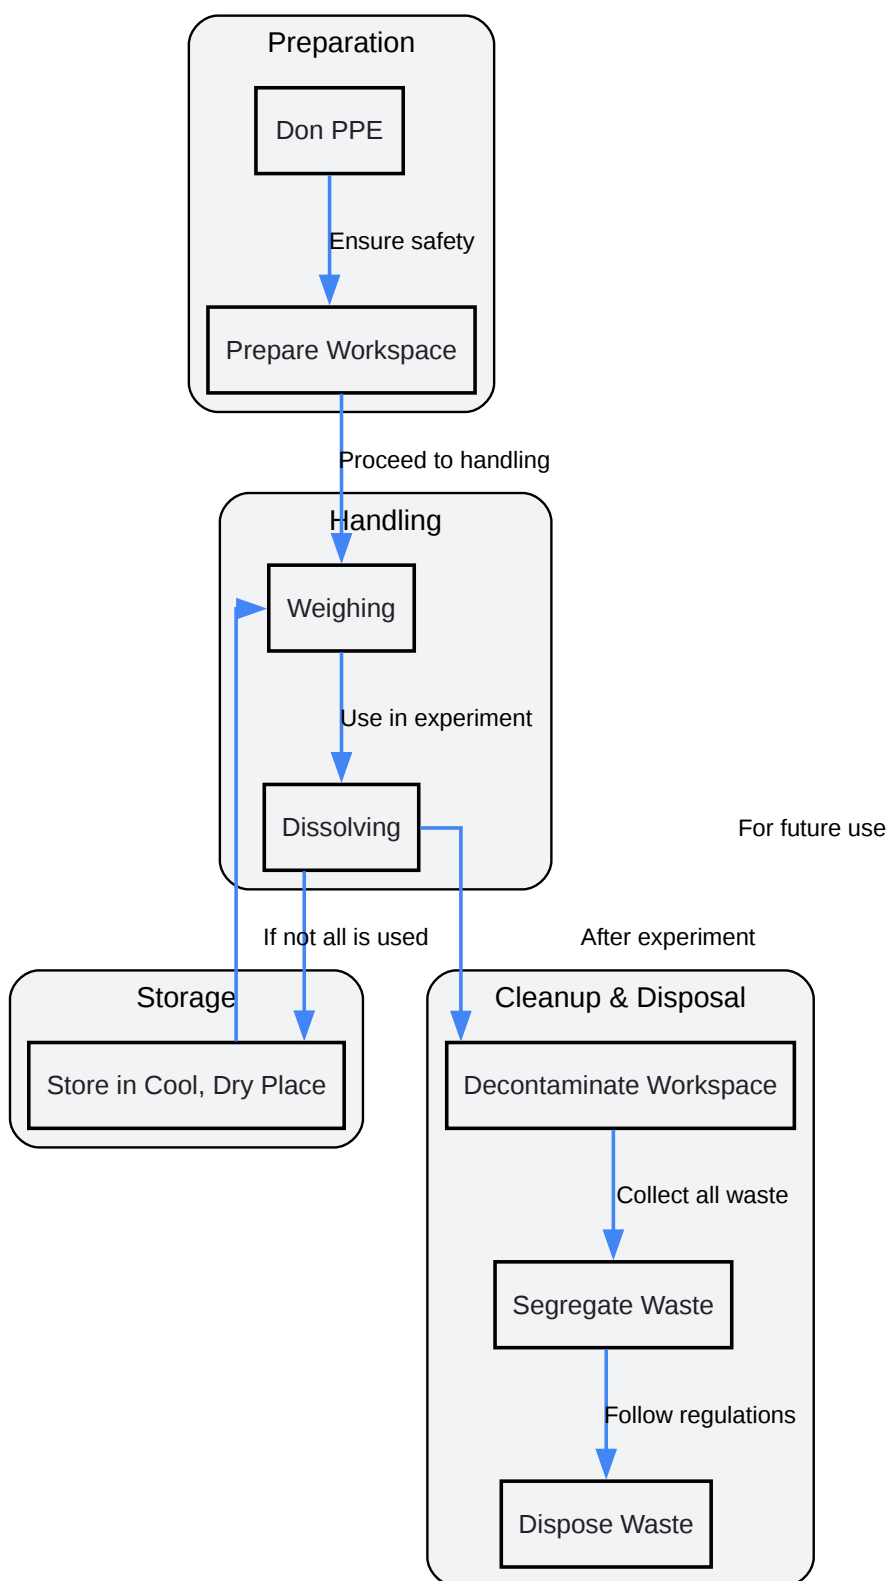 Preparation
Don PPE
Ensure safety
Prepare Workspace
Proceed to handling
Handling
Weighing
Use in experiment
Dissolving
For future use
If not all is used
After experiment
Storage
Store in Cool, Dry Place
Cleanup & Disposal
Decontaminate Workspace
Collect all waste
Segregate Waste
Follow regulations
Dispose Waste